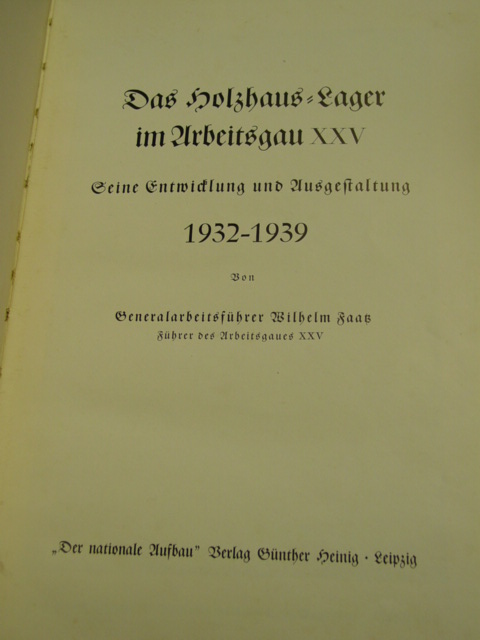 Das Holzhaus-Lager
im Arbeitsgau XXV
Seine Entwicklung und Ausgestaltung
1932-1939
Von
Generalarbeitsführer Wilhelm Faatz
Führer des Arbeitsgaues XXV
„Der nationale Aufbau” Verlag Günther Heinig · Leipzig